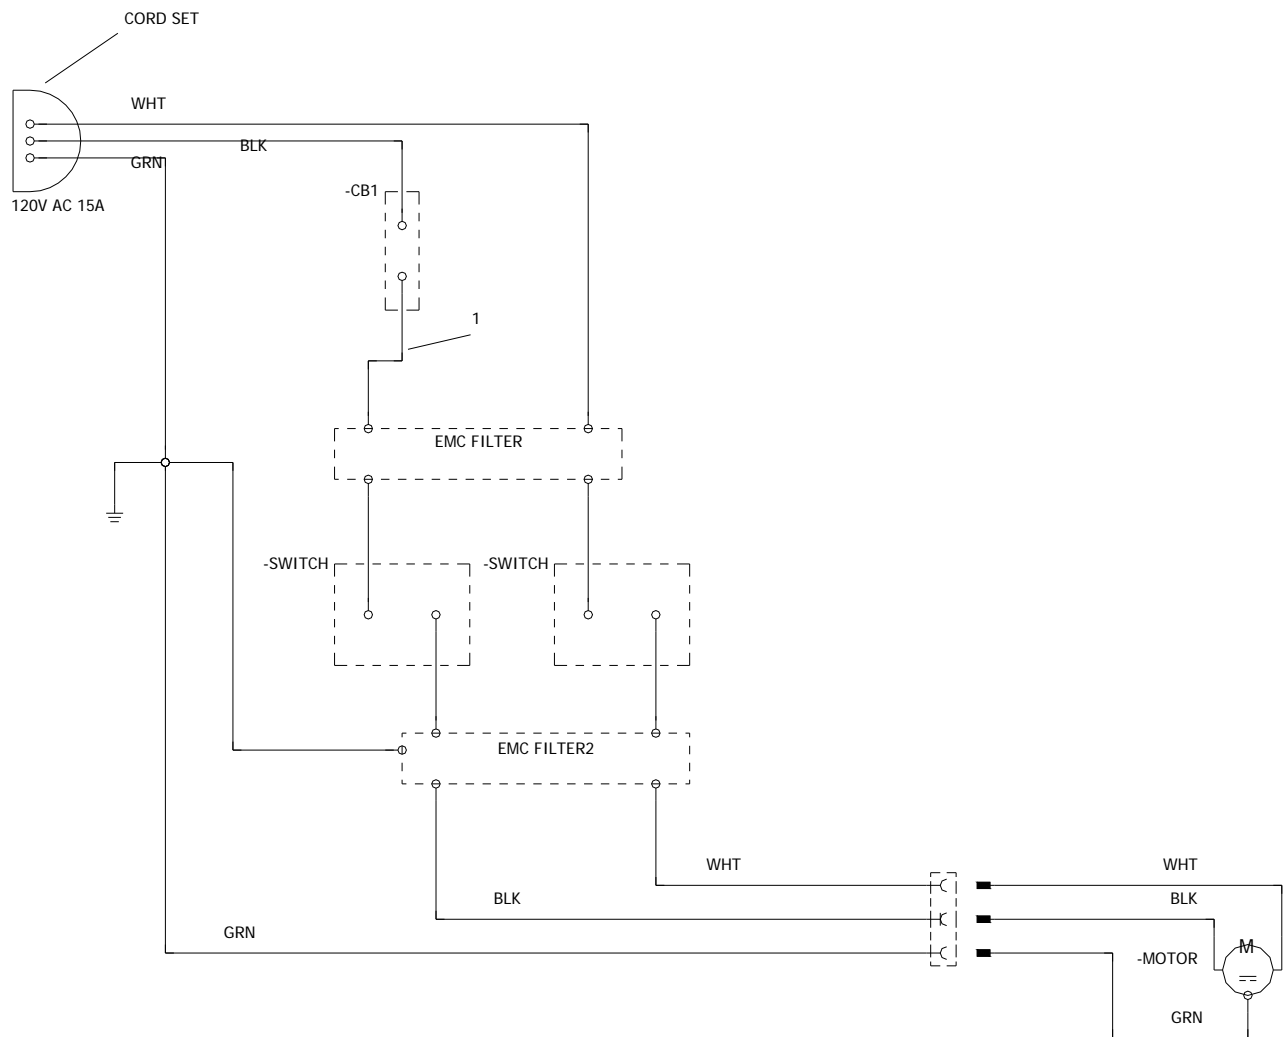 CORD SET
WHT
BLK
GRN
-CB1
120V AC 15A
1
EMC FILTER
-SWITCH
-SWITCH
EMC FILTER2
WHT
WHT
BLK
BLK
GRN
M
-MOTOR
GRN